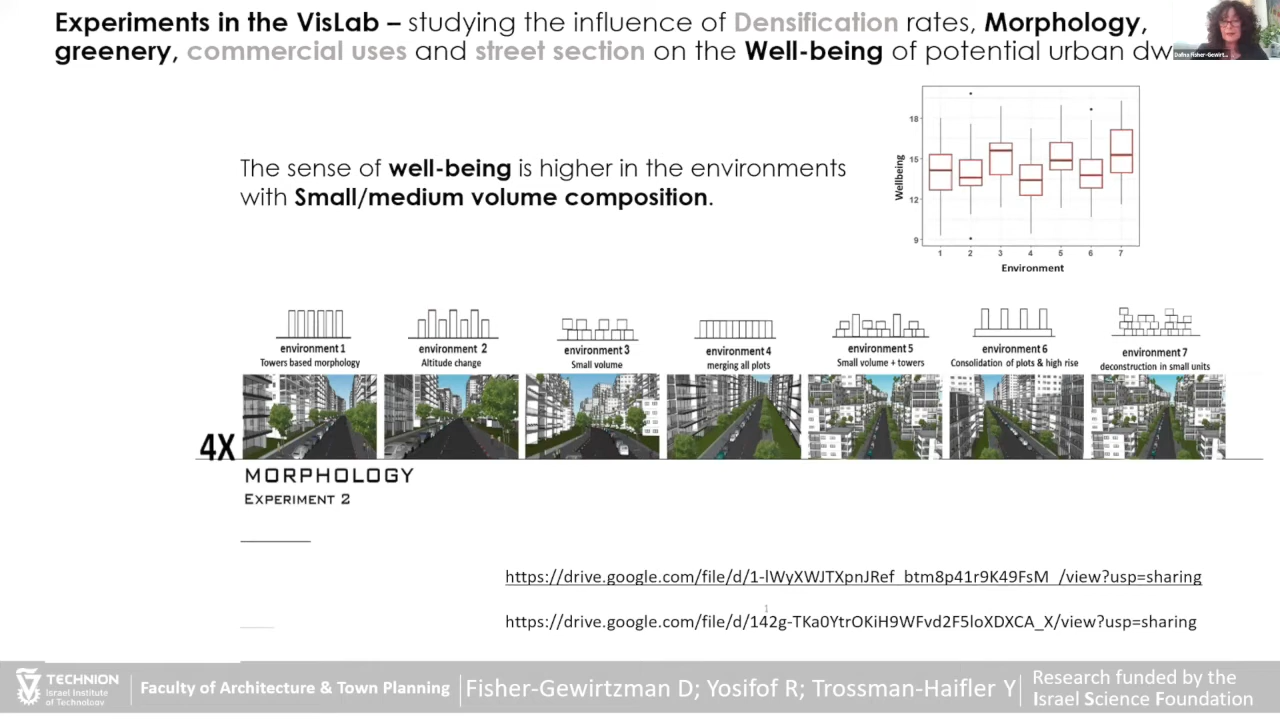 Experiments in the VisLab – studying the influence of Densification rates, Morphology,
greenery, commercial uses and street section on the Well-being of potential urban dw
The sense of well-being is higher in the environments
with Small/medium volume composition.
Wellbeing
18
15
12
9
1 2 3 4 5 6 7
Environment
environment 1
Towers based morphology
environment 2
Altitude change
environment 3
Small volume
environment 4
merging all plots
environment 5
Small volume + towers
environment 6
Consolidation of plots & high rise
environment 7
deconstruction in small units
4X
MORPHOLOGY
EXPERIMENT 2
https://drive.google.com/file/d/1-lWyXWJTXpnJRef_btm8p41r9K49FsM_/view?usp=sharing
1
https://drive.google.com/file/d/142g-TKa0YtrOKiH9WFvd2F5loXDXCA_X/view?usp=sharing
TECHNION
Israel Institute
of Technology
Faculty of Architecture & Town Planning
Fisher-Gewirtzman D; Yosifof R; Trossman-Haifler Y
Research funded by the
Israel Science Foundation